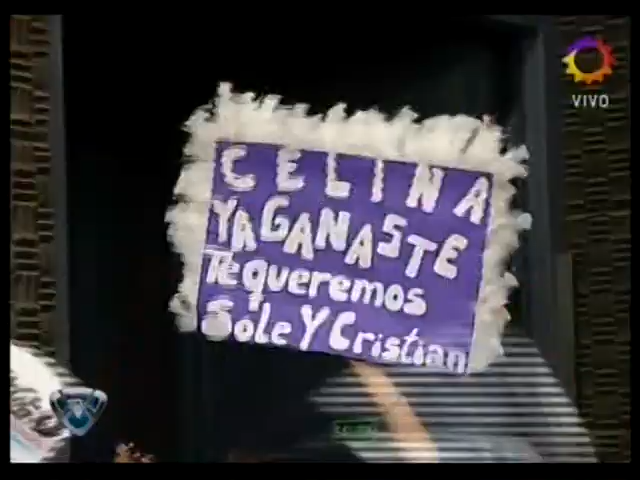 VIVO
CELINA
YA GANASTE
Te queremos
Sole Y Cristian